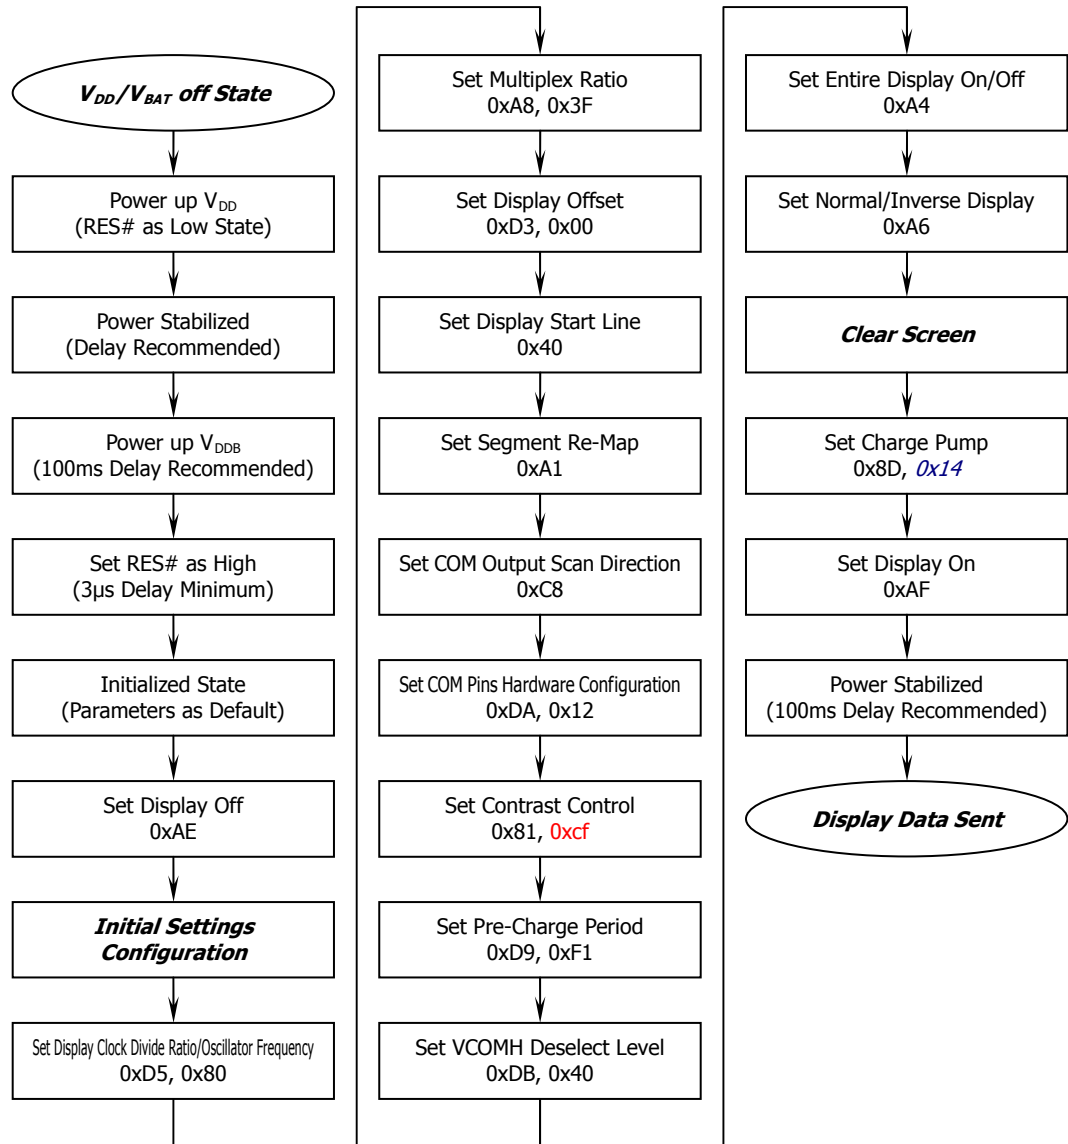 V_DD/V_BAT off State
Power up V_DD
(RES# as Low State)
Power Stabilized
(Delay Recommended)
Power up V_DDB
(100ms Delay Recommended)
Set RES# as High
(3μs Delay Minimum)
Initialized State
(Parameters as Default)
Set Display Off
0xAE
Initial Settings
Configuration
Set Display Clock Divide Ratio/Oscillator Frequency
0xD5, 0x80
Set Multiplex Ratio
0xA8, 0x3F
Set Display Offset
0xD3, 0x00
Set Display Start Line
0x40
Set Segment Re-Map
0xA1
Set COM Output Scan Direction
0xC8
Set COM Pins Hardware Configuration
0xDA, 0x12
Set Contrast Control
0x81, 0xcf
Set Pre-Charge Period
0xD9, 0xF1
Set VCOMH Deselect Level
0xDB, 0x40
Set Entire Display On/Off
0xA4
Set Normal/Inverse Display
0xA6
Clear Screen
Set Charge Pump
0x8D, 0x14
Set Display On
0xAF
Power Stabilized
(100ms Delay Recommended)
Display Data Sent